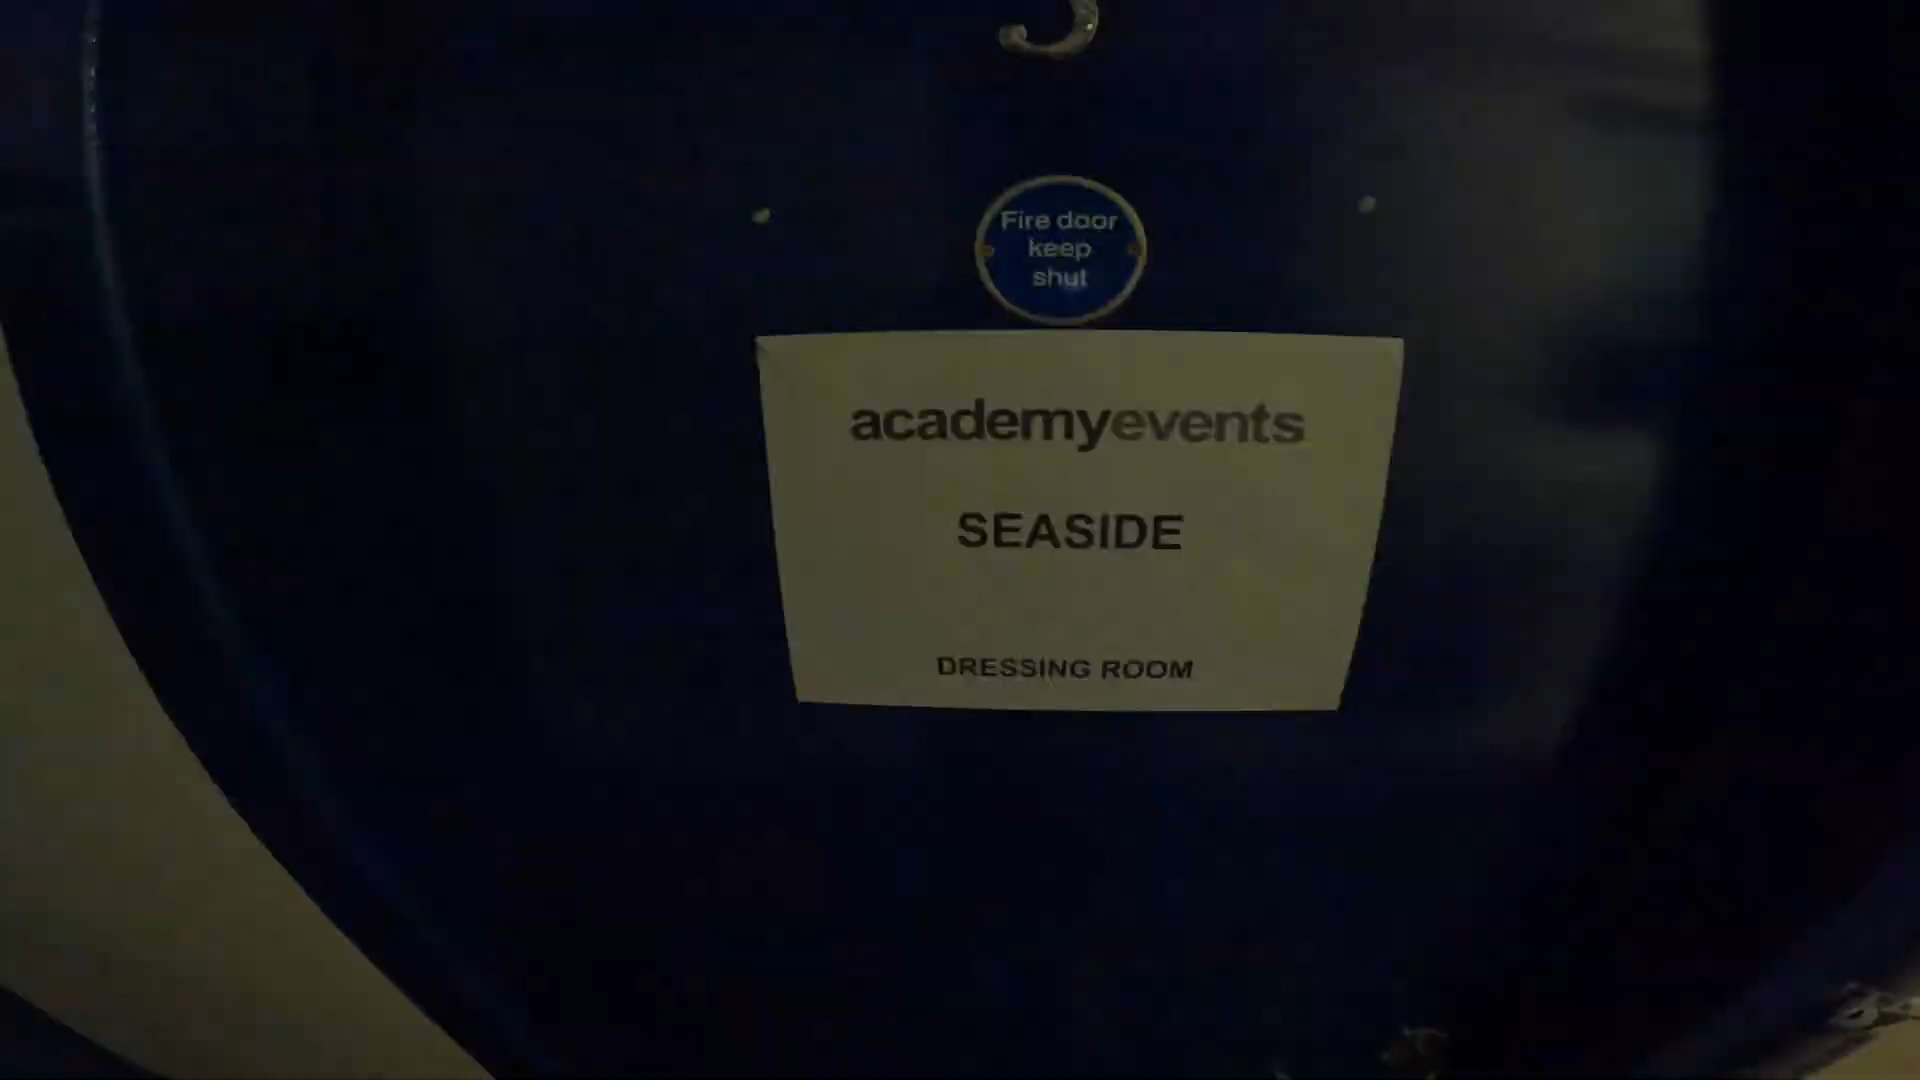 Fire door
keep
shut
academyevents
SEASIDE
DRESSING ROOM